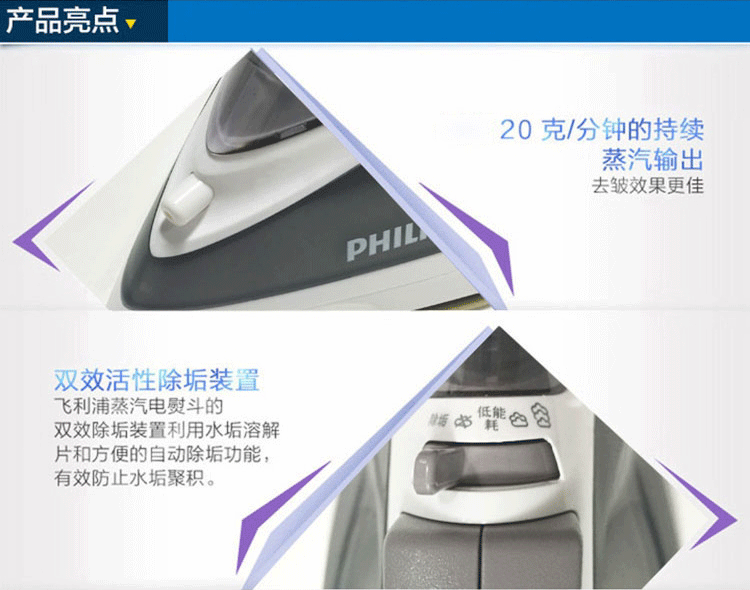 产品亮点
20 克/分钟的持续
蒸汽输出
去皱效果更佳
PHILI
双效活性除垢装置
飞利浦蒸汽电熨斗的
双效除垢装置利用水垢溶解
片和方便的自动除垢功能，
有效防止水垢聚积。
除垢
低能
耗